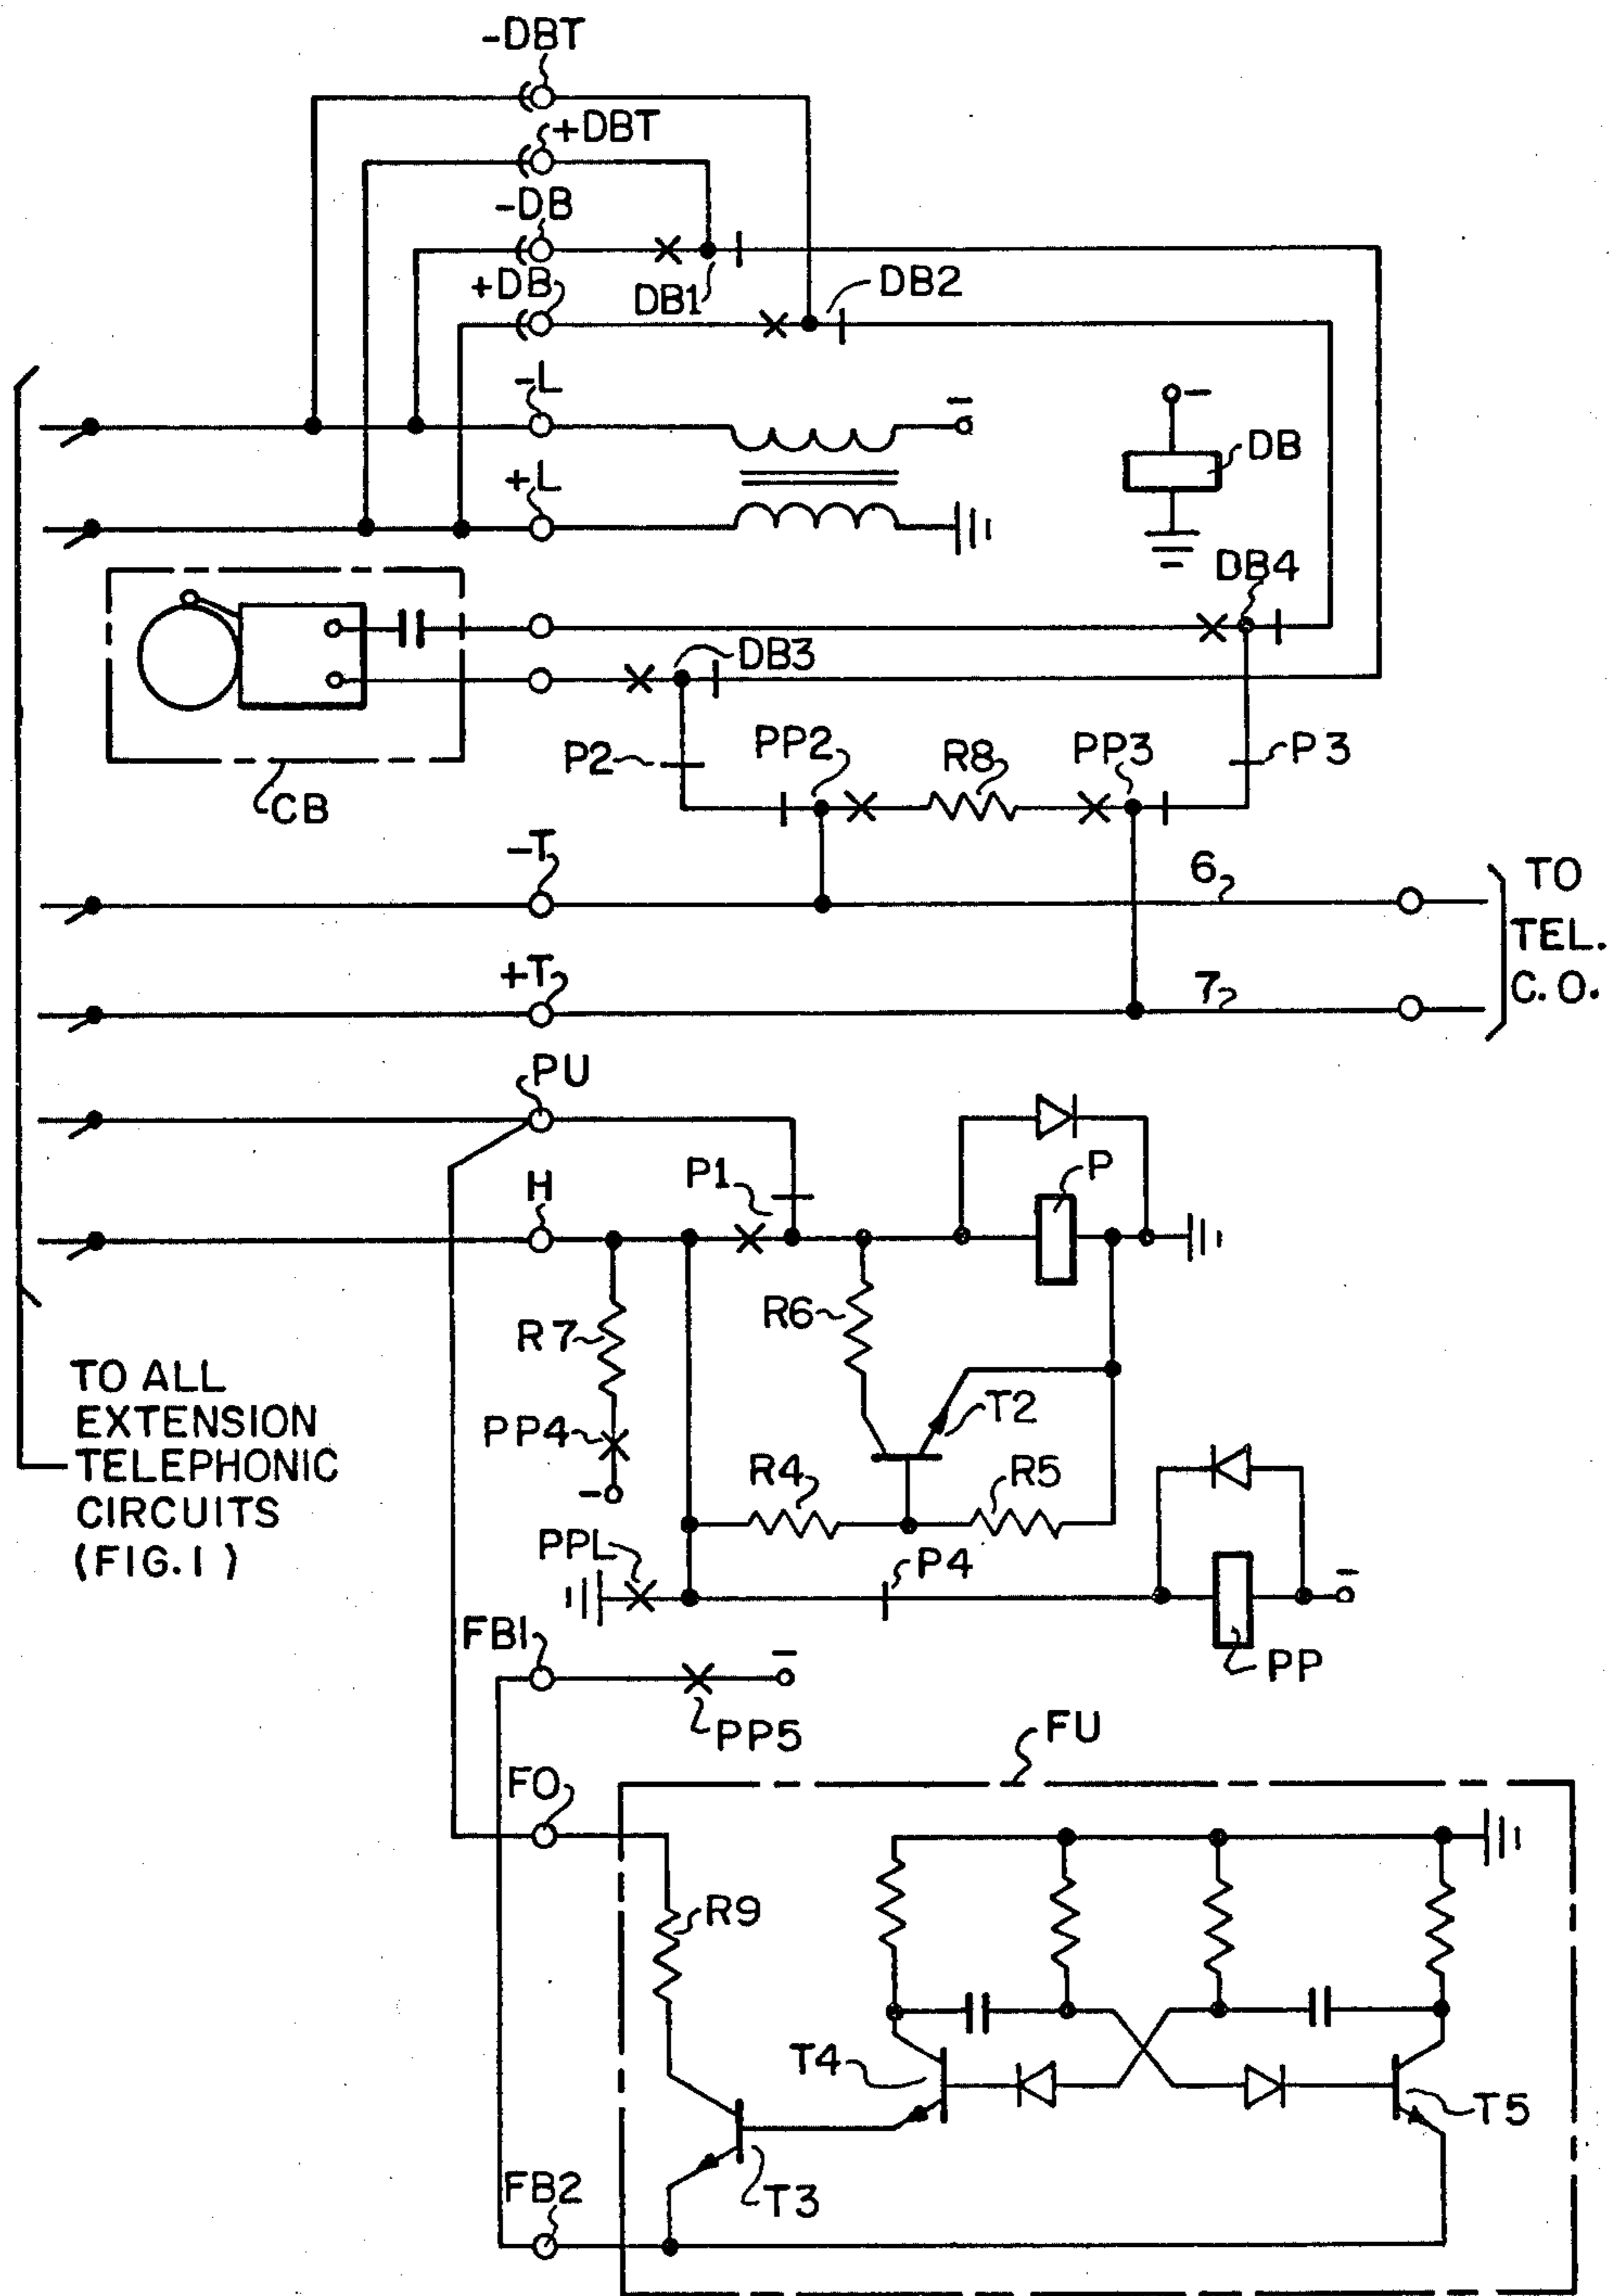 -DBT
+DBT
-DB
+DB
DB1
DB2
-L
-
DB
+L
-
DB4
DB3
P2
PP2
R8
PP3
P3
CB
-T
6
TO
TEL.
C.O.
+T
7
PU
P1
P
H
R6
R7
T2
PP4
R4
R5
-
TO ALL
EXTENSION
TELEPHONIC
CIRCUITS
(FIG.1)
PPL
P4
-
FB1
-
PP
PP5
FU
FO
R9
T4
T5
T3
FB2